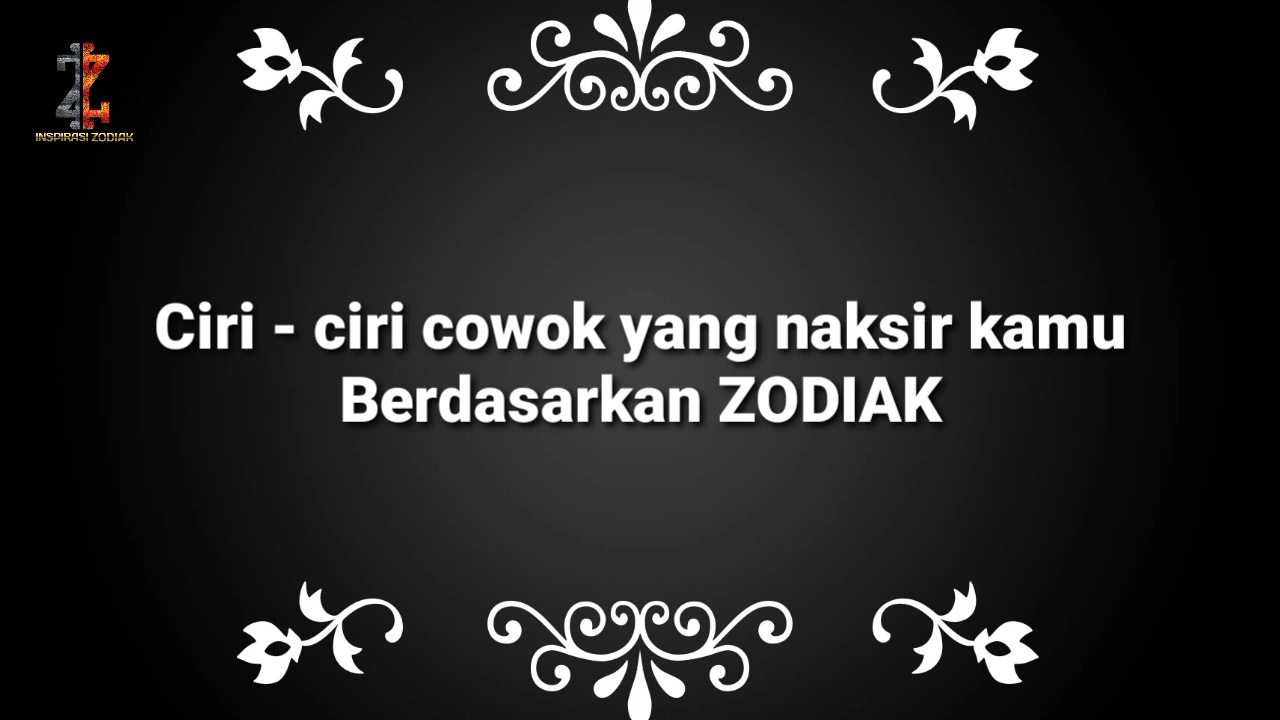 INSPIRASI ZODIAK
Ciri - ciri cowok yang naksir kamu
Berdasarkan ZODIAK